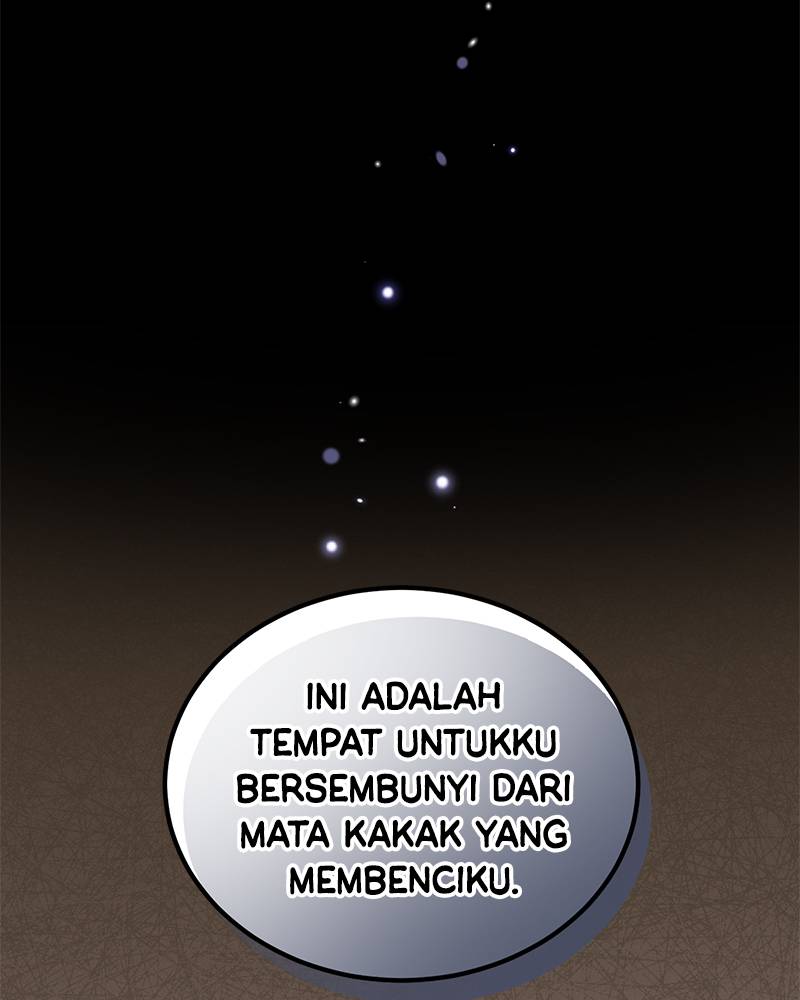 INI ADALAH
TEMPAT UNTUKKU
BERSEMBUNYI DARI
MATA KAKAK YANG
MEMBENCIKU.